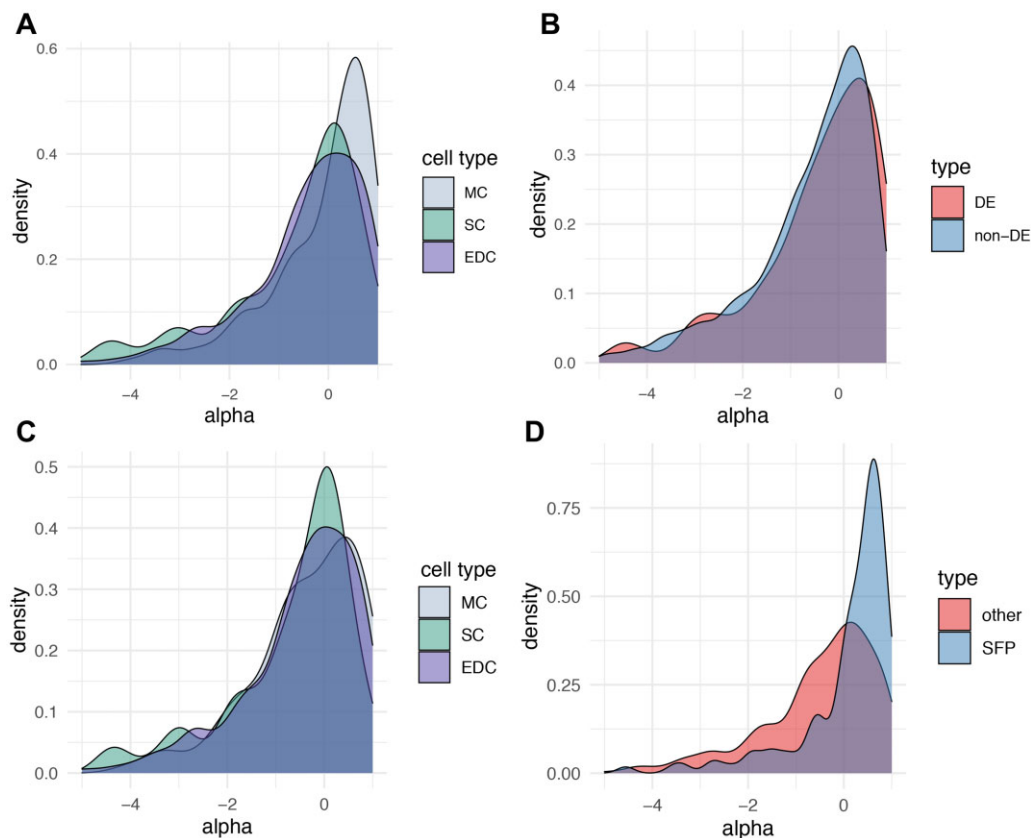 A
0.6
0.4
0.2
0.0
density
−4
−2
0
alpha
cell type
MC
SC
EDC
B
0.4
0.3
0.2
0.1
0.0
density
−4
−2
0
alpha
type
DE
non−DE
C
0.5
0.4
0.3
0.2
0.1
0.0
density
−4
−2
0
alpha
cell type
MC
SC
EDC
D
0.75
0.50
0.25
0.00
density
−4
−2
0
alpha
type
other
SFP